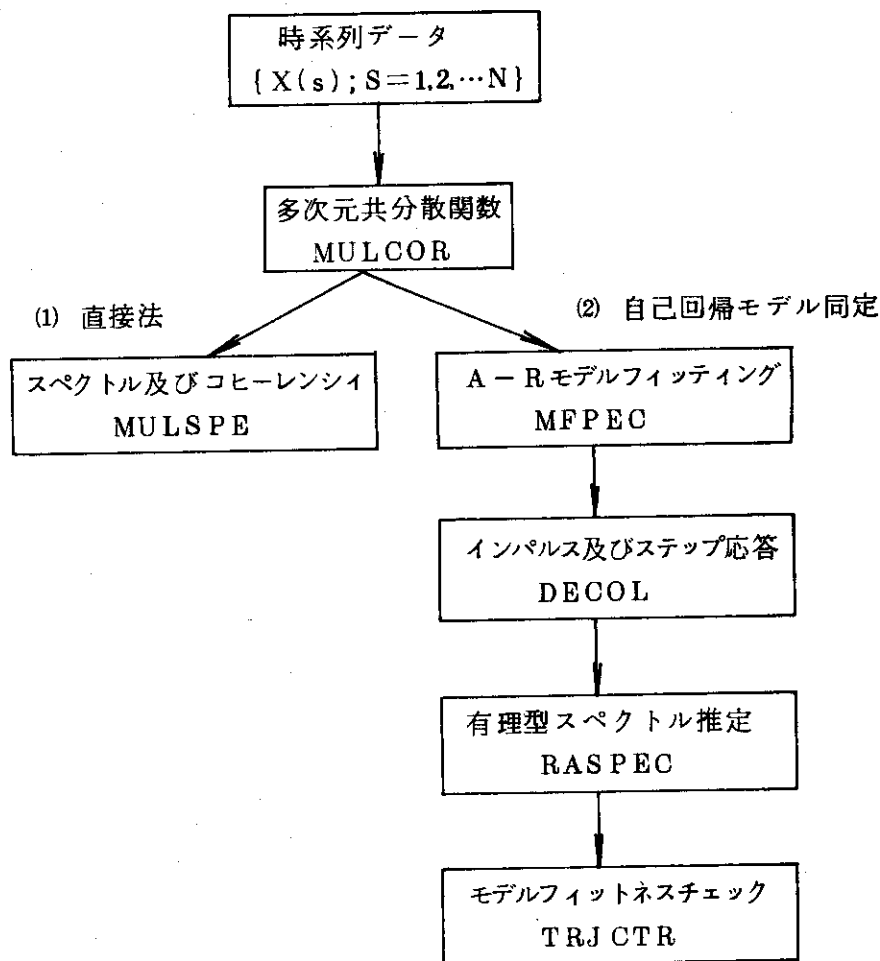 時系列データ
{X(s);S=1,2,…N}
多次元共分散関数
MULCOR
(1) 直接法
(2) 自己回帰モデル同定
スペクトル及びコヒーレンシィ
MULSPE
A-Rモデルフィッティング
MFPEC
インパルス及びステップ応答
DECOL
有理型スペクトル推定
RASPEC
モデルフィットネスチェック
TRJCTR